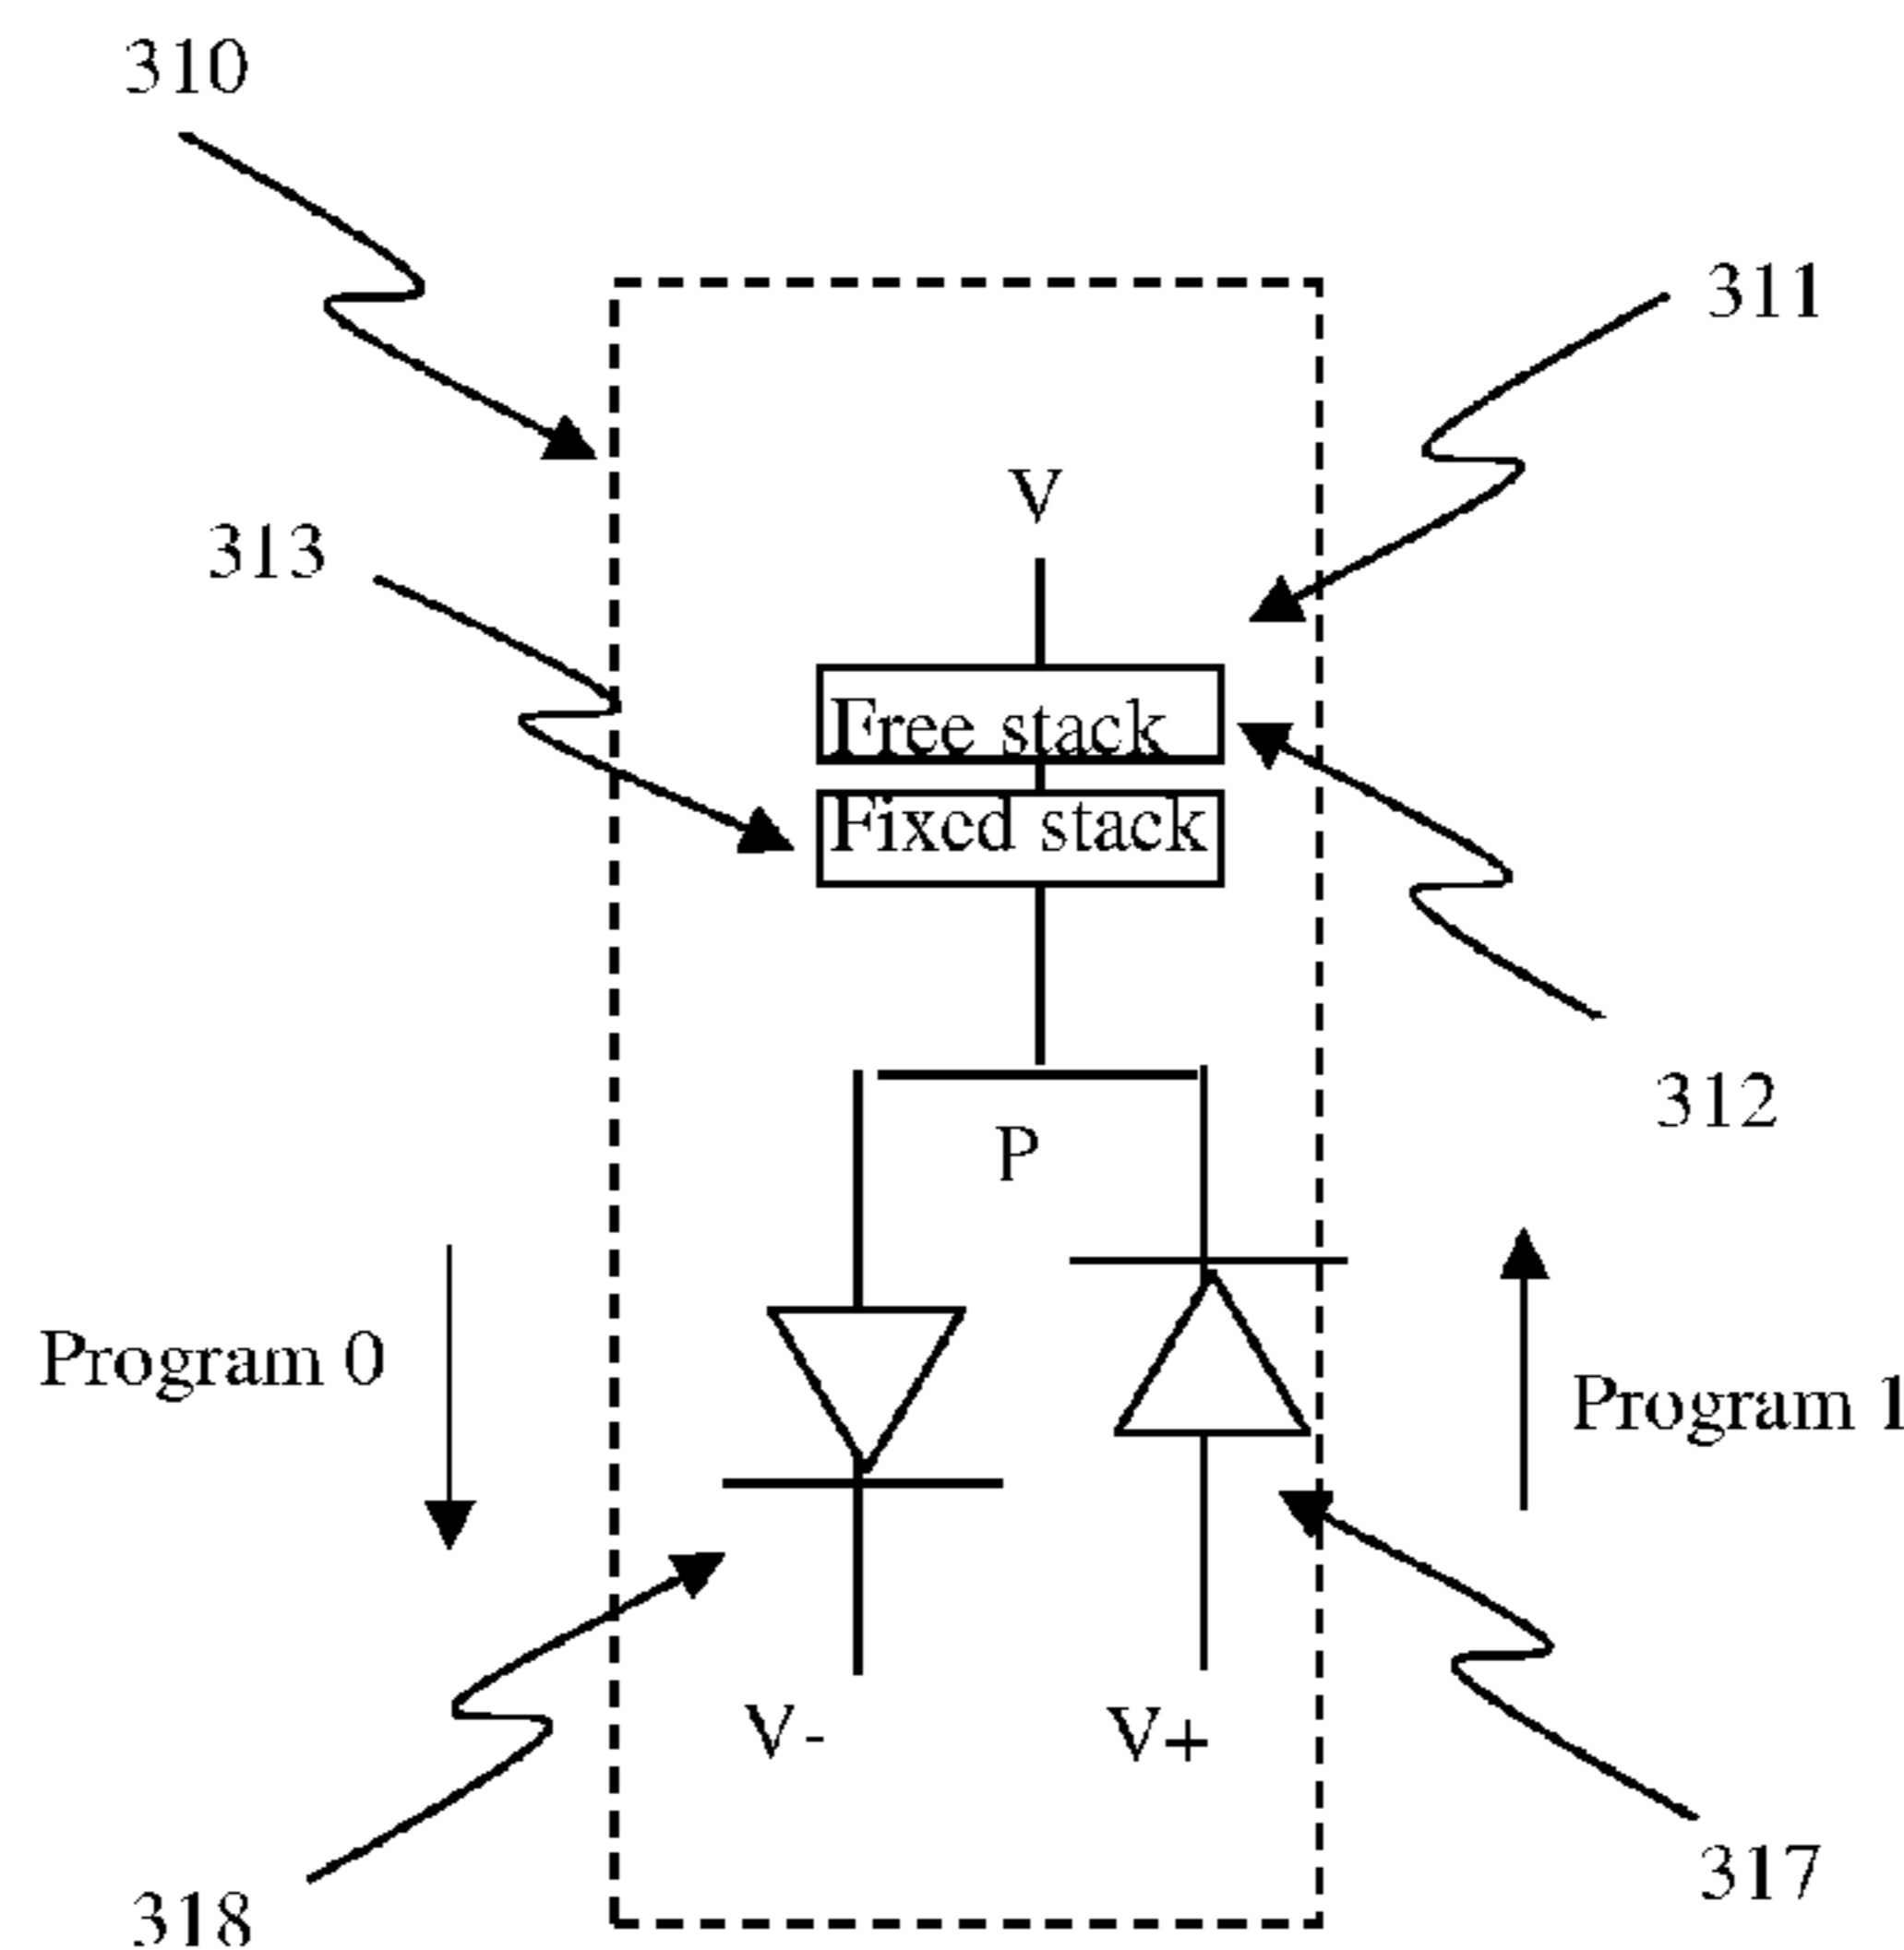 310
311
V
313
Free stack
Fixed stack
312
P
Program 0
Program 1
V-
V+
317
318